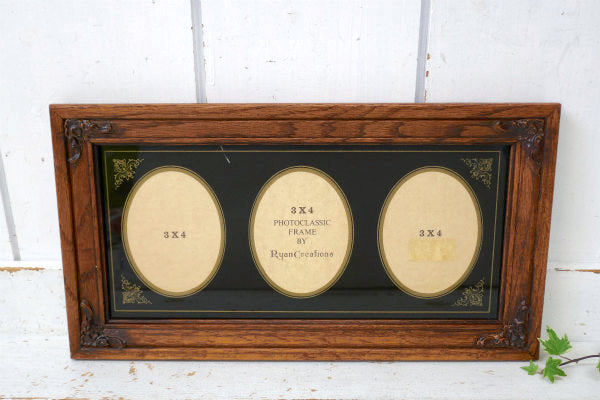 3X4
3X4
PHOTOCLASSIC
FRAME
BY
RyanCreations
3X4